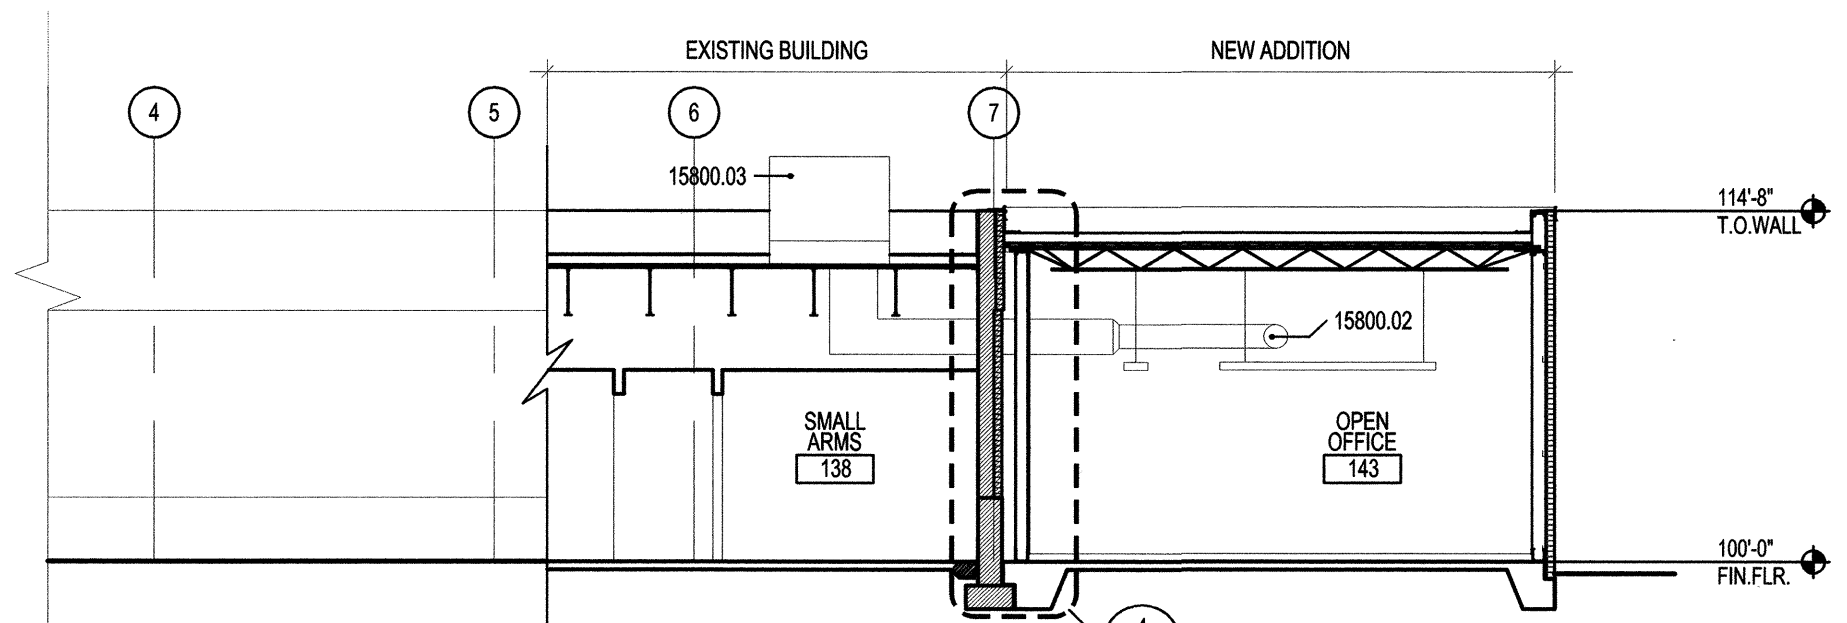 EXISTING BUILDING
NEW ADDITION
4
5
6
7
15800.03
114'-8"
T.O.WALL
15800.02
SMALL
ARMS
138
OPEN
OFFICE
143
100'-0"
FIN.FLR.